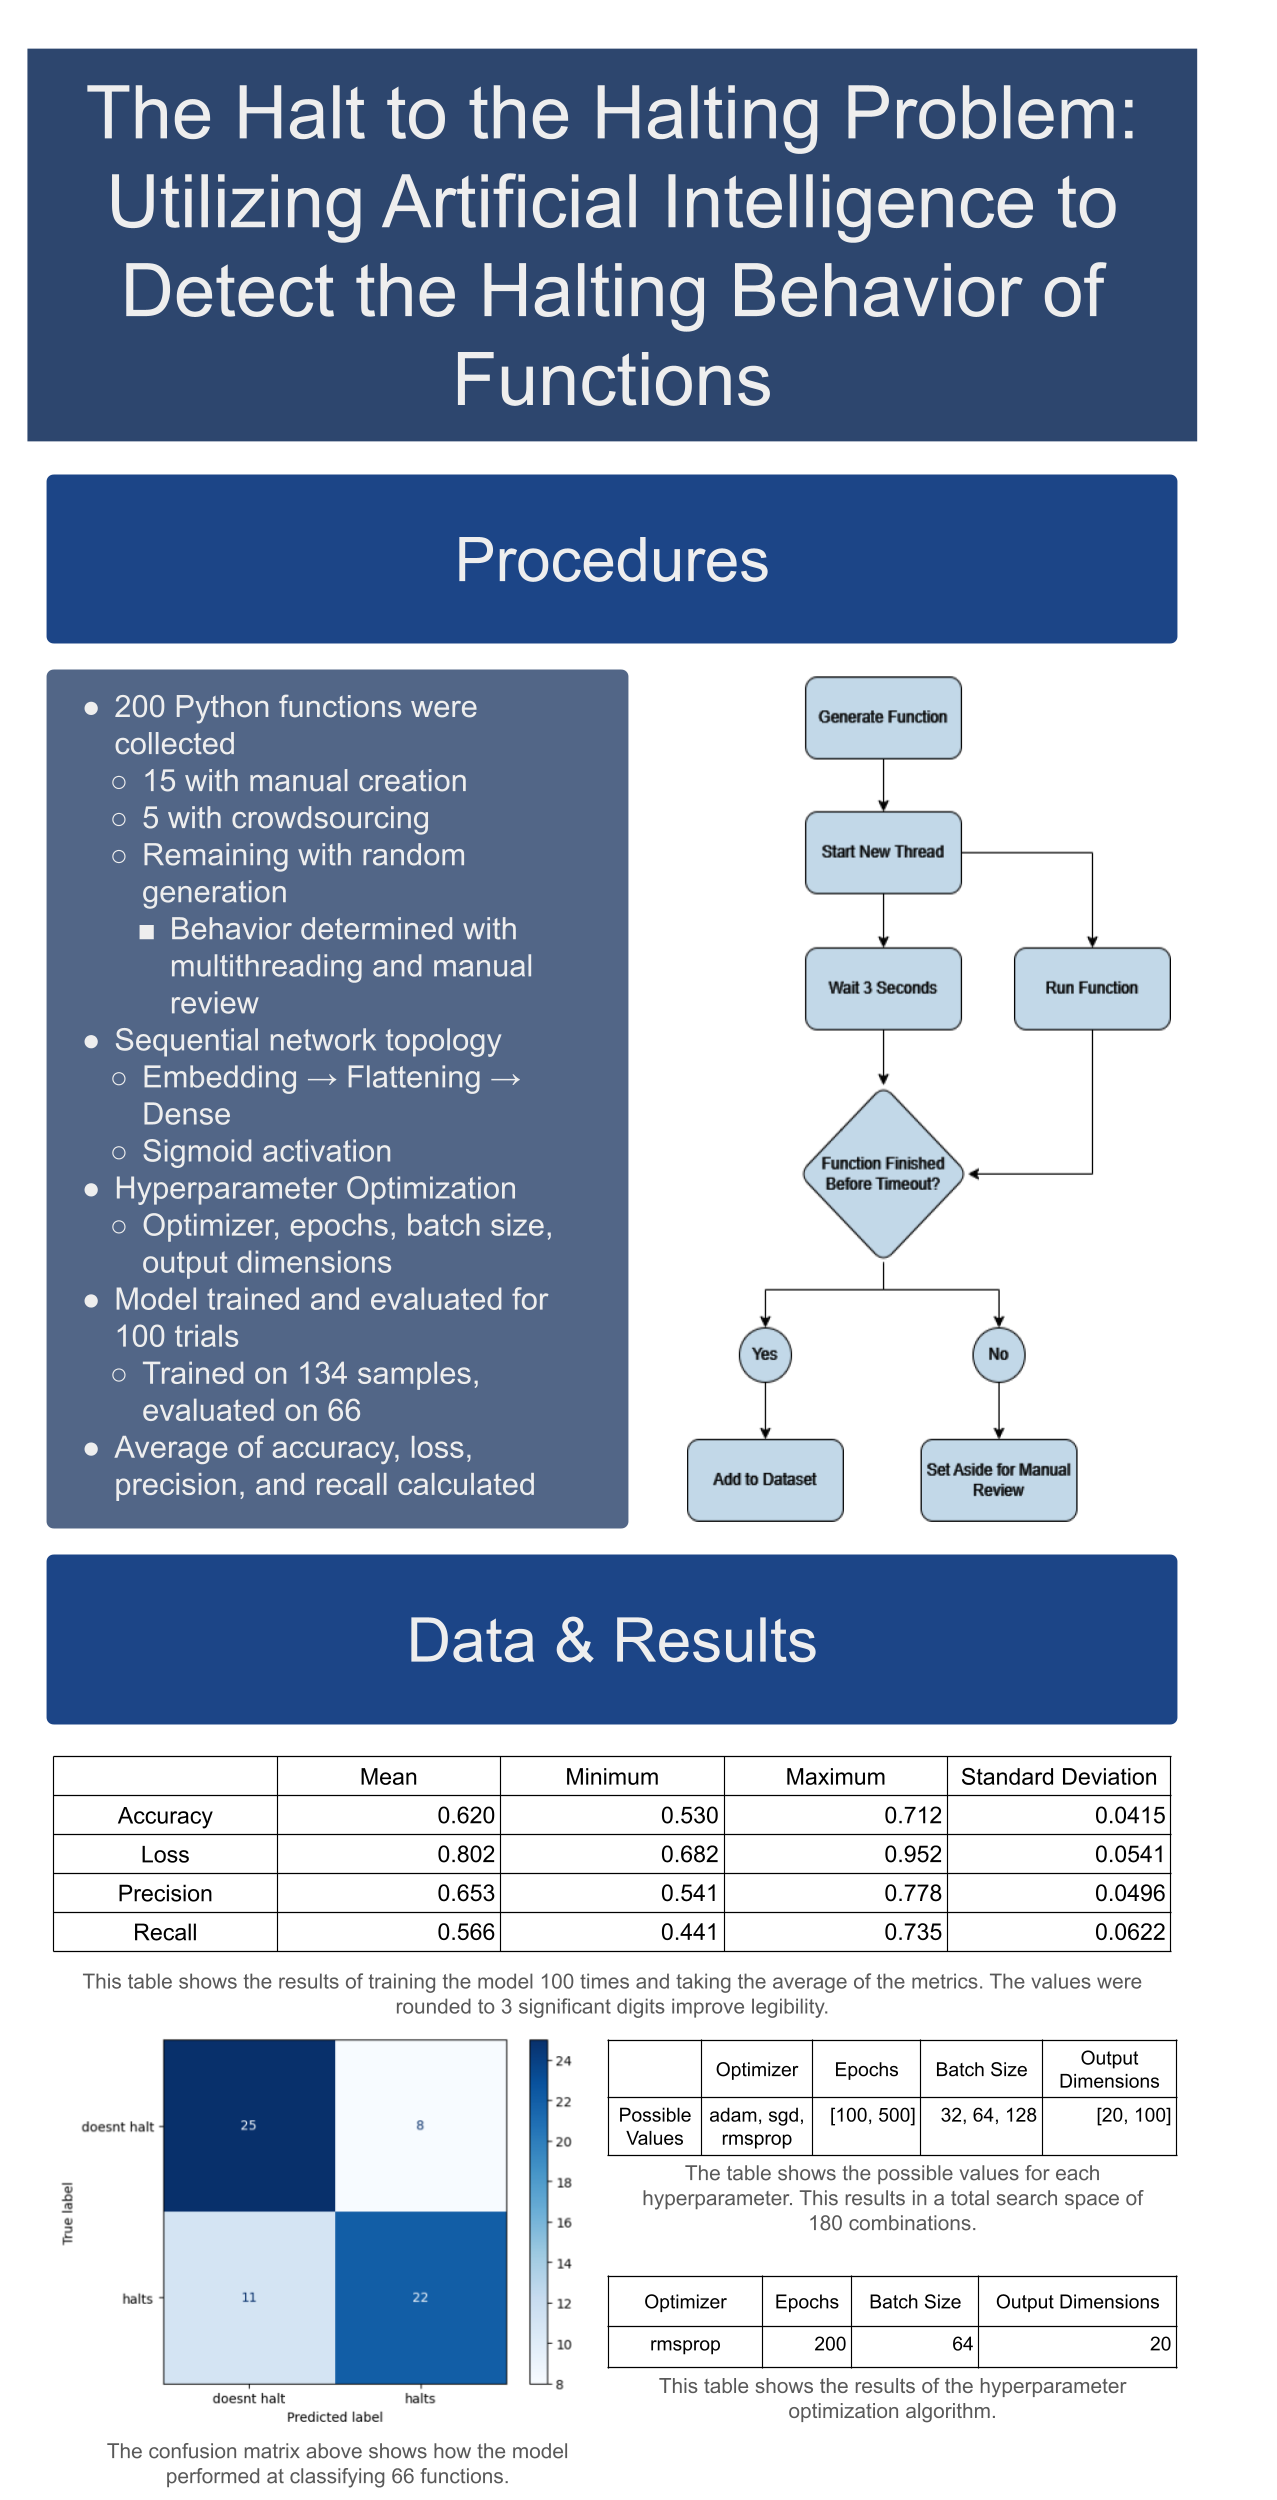 The Halt to the Halting Problem:
Utilizing Artificial Intelligence to
Detect the Halting Behavior of
Functions
Procedures
● 200 Python functions were
collected
○ 15 with manual creation
○ 5 with crowdsourcing
○ Remaining with random
generation
■ Behavior determined with
multithreading and manual
review
● Sequential network topology
○ Embedding → Flattening →
Dense
○ Sigmoid activation
● Hyperparameter Optimization
○ Optimizer, epochs, batch size,
output dimensions
● Model trained and evaluated for
100 trials
○ Trained on 134 samples,
evaluated on 66
● Average of accuracy, loss,
precision, and recall calculated
Generate Function
Start New Thread
Wait 3 Seconds
Run Function
Function Finished
Before Timeout?
Yes
No
Add to Dataset
Set Aside for Manual
Review
Data & Results
Mean Minimum Maximum Standard Deviation
Accuracy 0.620 0.530 0.712 0.0415
Loss 0.802 0.682 0.952 0.0541
Precision 0.653 0.541 0.778 0.0496
Recall 0.566 0.441 0.735 0.0622
This table shows the results of training the model 100 times and taking the average of the metrics. The values were
rounded to 3 significant digits improve legibility.
True label
doesnt halt
25 8
halts
11 22
doesnt halt halts
Predicted label
24
22
20
18
16
14
12
10
8
The confusion matrix above shows how the model
performed at classifying 66 functions.
Optimizer Epochs Batch Size Output
Dimensions
Possible
Values
adam, sgd,
rmsprop
[100, 500] 32, 64, 128 [20, 100]
The table shows the possible values for each
hyperparameter. This results in a total search space of
180 combinations.
Optimizer Epochs Batch Size Output Dimensions
rmsprop 200 64 20
This table shows the results of the hyperparameter
optimization algorithm.